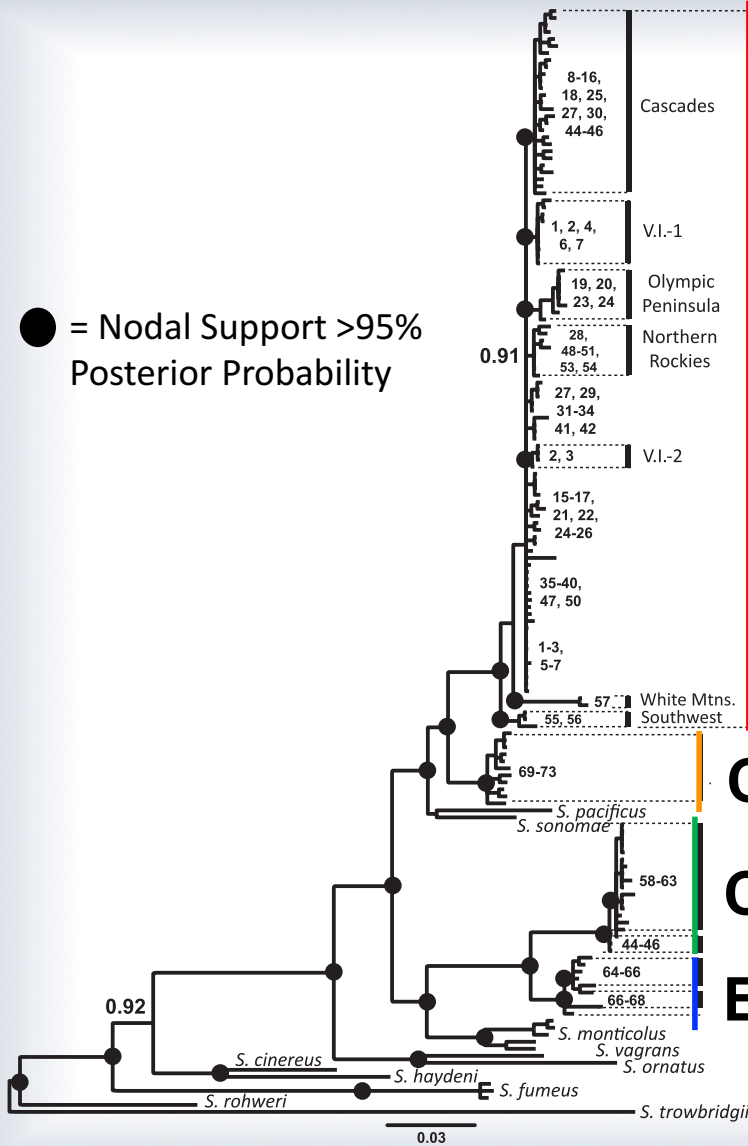 8-16,
18, 25,
27, 30,
44-46
Cascades
1, 2, 4,
6, 7
V.I.-1
19, 20,
23, 24
Olympic
Peninsula
= Nodal Support >95%
Posterior Probability
0.91
28,
48-51,
53, 54
Northern
Rockies
27, 29,
31-34
41, 42
2, 3
V.I.-2
15-17,
21, 22,
24-26
35-40,
47, 50
1-3,
5-7
57
White Mtns.
55, 56
Southwest
69-73
S. pacificus
S. sonomae
58-63
44-46
64-66
66-68
S. monticolus
S. vagrans
S. ornatus
0.92
S. cinereus
S. haydeni
S. fumeus
S. rohweri
S. trowbridgii
0.03